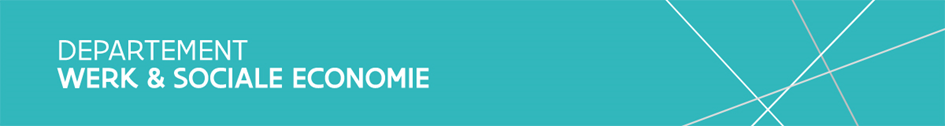 DEPARTEMENT
WERK & SOCIALE ECONOMIE